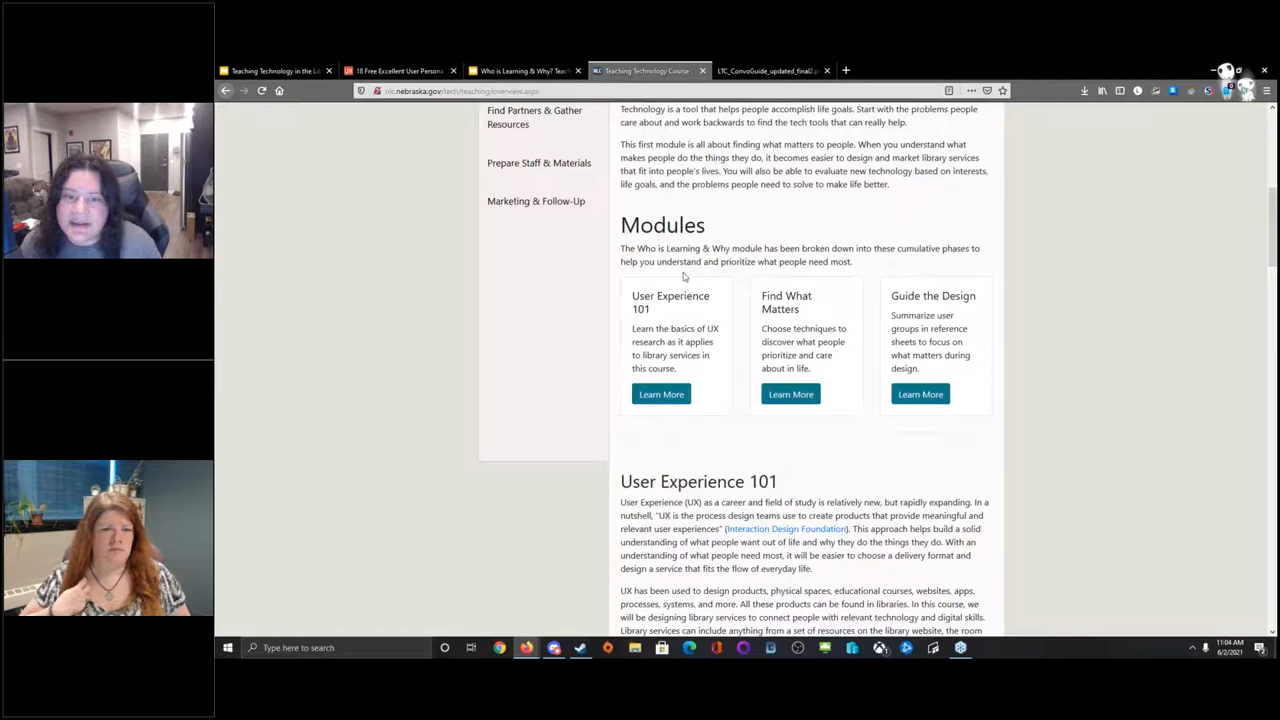 Teaching Technology in the Lib
18 Free Excellent User Persona
Who is Learning & Why? Teach
NLC Teaching Technology Course
LTC_ConvoGuide_updated_final2.p
nlc.nebraska.gov/tech/teaching/overview.aspx
Find Partners & Gather
Resources
Prepare Staff & Materials
Marketing & Follow-Up
Technology is a tool that helps people accomplish life goals. Start with the problems people
care about and work backwards to find the tech tools that can really help.
This first module is all about finding what matters to people. When you understand what
makes people do the things they do, it becomes easier to design and market library services
that fit into people's lives. You will also be able to evaluate new technology based on interests,
life goals, and the problems people need to solve to make life better.
Modules
The Who is Learning & Why module has been broken down into these cumulative phases to
help you understand and prioritize what people need most.
User Experience
101
Learn the basics of UX
research as it applies
to library services in
this course.
Learn More
Find What
Matters
Choose techniques to
discover what people
prioritize and care
about in life.
Learn More
Guide the Design
Summarize user
groups in reference
sheets to focus on
what matters during
design.
Learn More
User Experience 101
User Experience (UX) as a career and field of study is relatively new, but rapidly expanding. In a
nutshell, "UX is the process design teams use to create products that provide meaningful and
relevant user experiences" (Interaction Design Foundation). This approach helps build a solid
understanding of what people want out of life and why they do the things they do. With an
understanding of what people need most, it will be easier to choose a delivery format and
design a service that fits the flow of everyday life.
UX has been used to design products, physical spaces, educational courses, websites, apps,
processes, systems, and more. All these products can be found in libraries. In this course, we
will be designing library services to connect people with relevant technology and digital skills.
Library services can include anything from a set of resources on the library website, the room
Type here to search
11:04 AM
6/2/2021